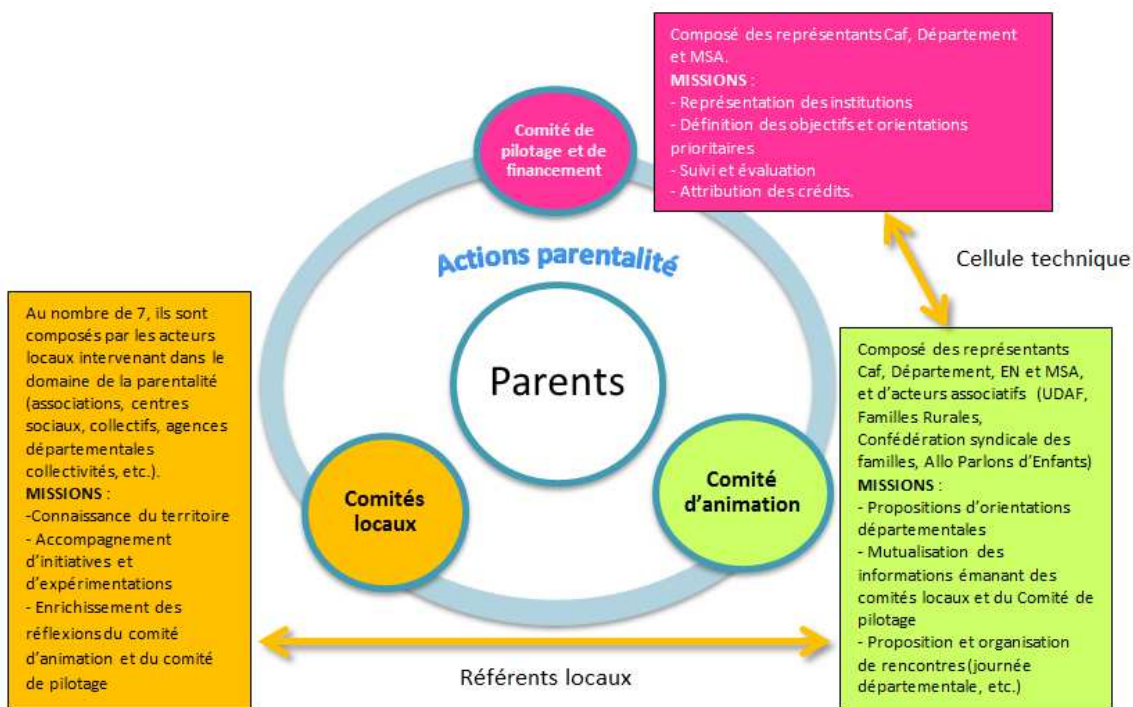 Composé des représentants Caf, Département
et MSA.
MISSIONS :
- Représentation des institutions
- Définition des objectifs et orientations
prioritaires
- Suivi et évaluation
- Attribution des crédits.
Comité de
pilotage et de
financement
Actions parentalité
Cellule technique
Parents
Au nombre de 7, ils sont
composés par les acteurs
locaux intervenant dans le
domaine de la parentalité
(associations, centres
sociaux, collectifs, agences
départementales
collectivités, etc.).
MISSIONS :
-Connaissance du territoire
- Accompagnement
d'initiatives et
d'expérimentations
- Enrichissement des
réflexions du comité
d'animation et du comité
de pilotage
Comités
locaux
Comité
d'animation
Composé des représentants
Caf, Département, EN et MSA,
et d'acteurs associatifs (UDAF,
Familles Rurales,
Confédération syndicale des
familles, Allo Parlons d'Enfants)
MISSIONS :
- Propositions d'orientations
départementales
- Mutualisation des
informations émanant des
comités locaux et du Comité de
pilotage
- Proposition et organisation
de rencontres (journée
départementale, etc.)
Référents locaux